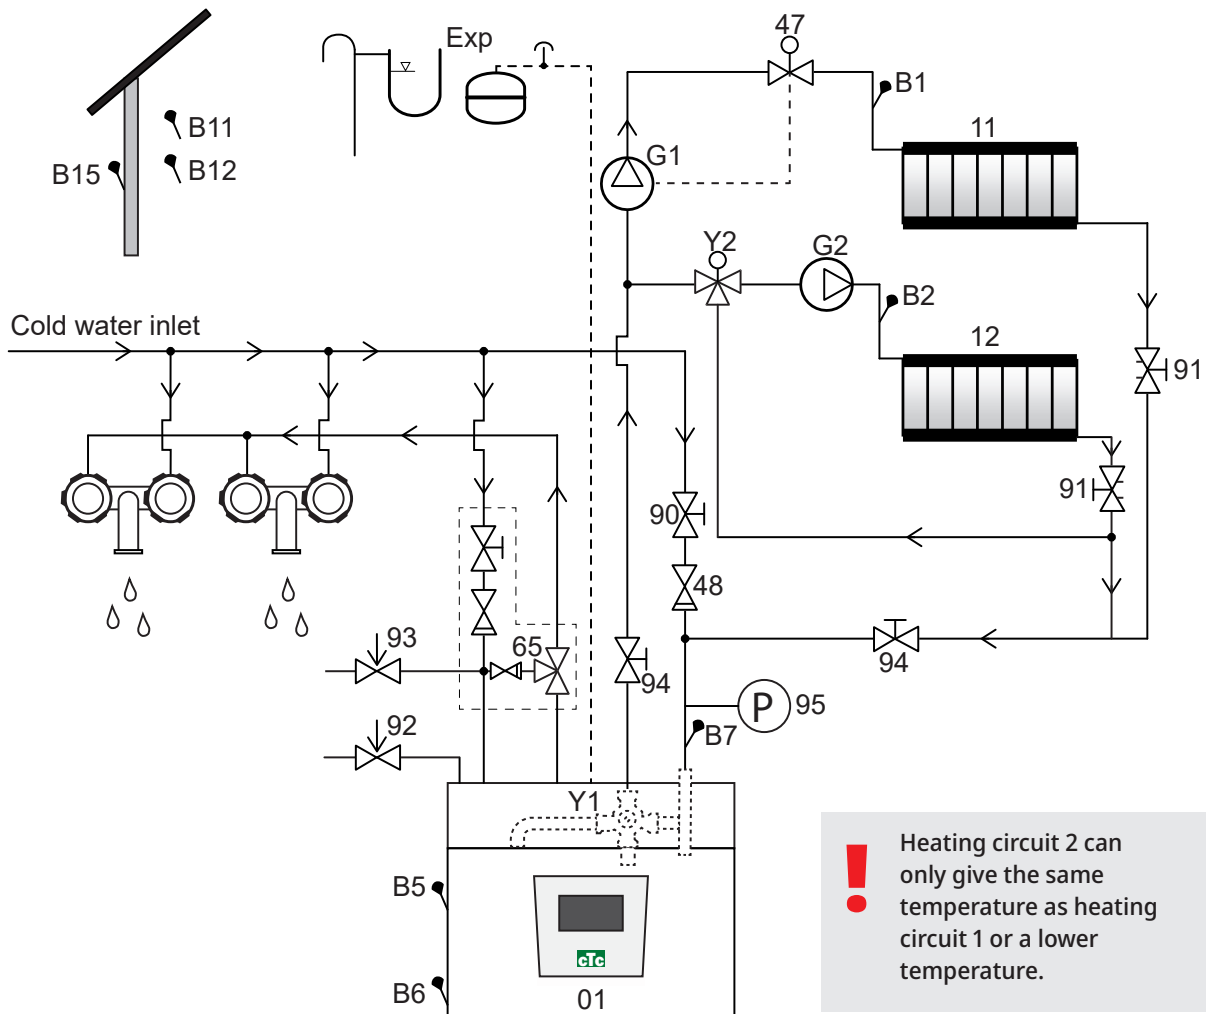 47
Exp
B1
B11
11
G1
B12
B15
Y2
G2
B2
Cold water inlet
12
91
91
90
48
93
65
94
94
P
95
92
B7
Y1
!
Heating circuit 2 can
only give the same
temperature as heating
circuit 1 or a lower
temperature.
B5
cTc
B6
01